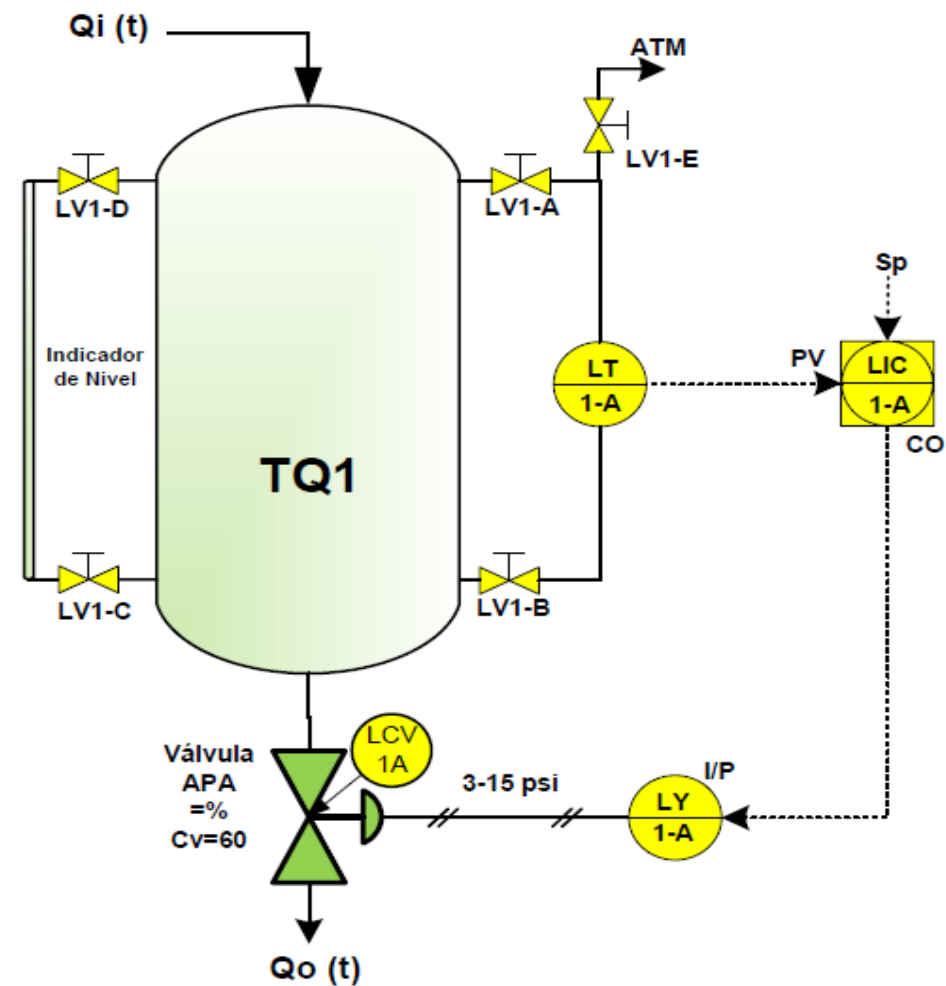 Qi (t)
ATM
LV1-E
LV1-D
LV1-A
Sp
Indicador
de Nivel
LT
1-A
PV
LIC
1-A
CO
TQ1
LV1-C
LV1-B
Válvula
APA
=%
Cv=60
LCV
1A
3-15 psi
I/P
LY
1-A
Qo (t)